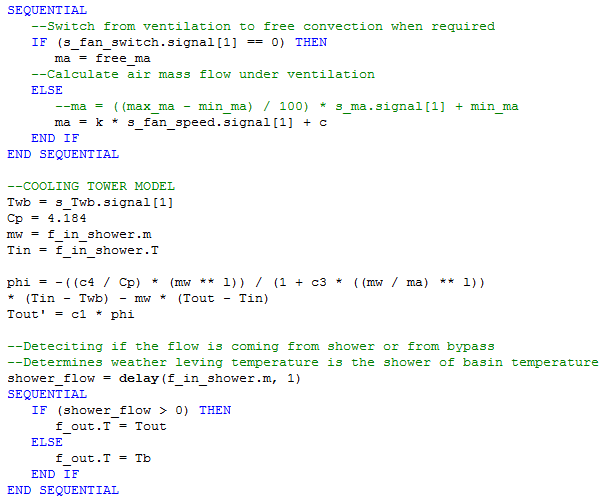 SEQUENTIAL
--Switch from ventilation to free convection when required
IF (s_fan_switch.signal[1] == 0) THEN
ma = free_ma
--Calculate air mass flow under ventilation
ELSE
--ma = ((max_ma - min_ma) / 100) * s_ma.signal[1] + min_ma
ma = k * s_fan_speed.signal[1] + c
END IF
END SEQUENTIAL
--COOLING TOWER MODEL
Twb = s_Twb.signal[1]
Cp = 4.184
mw = f_in_shower.m
Tin = f_in_shower.T
phi = -((c4 / Cp) * (mw ** l)) / (1 + c3 * ((mw / ma) ** l))
* (Tin - Twb) - mw * (Tout - Tin)
Tout' = c1 * phi
--Deteciting if the flow is coming from shower or from bypass
--Determines weather leving temperature is the shower of basin temperature
shower_flow = delay(f_in_shower.m, 1)
SEQUENTIAL
IF (shower_flow > 0) THEN
f_out.T = Tout
ELSE
f_out.T = Tb
END IF
END SEQUENTIAL